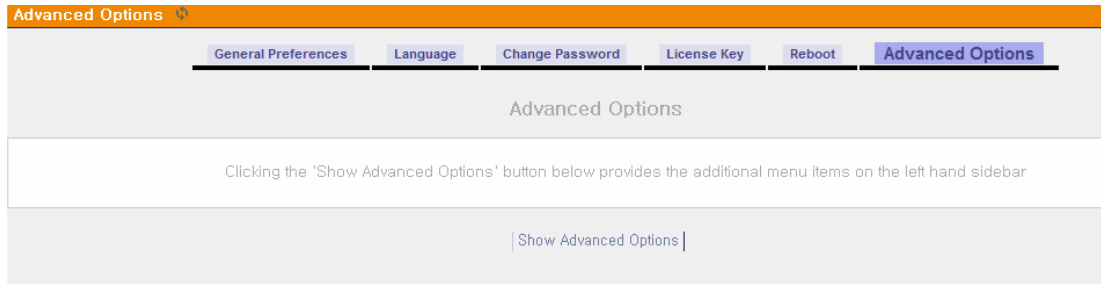 Advanced Options
General Preferences Language Change Password License Key Reboot Advanced Options
Advanced Options
Clicking the 'Show Advanced Options' button below provides the additional menu items on the left hand sidebar
Show Advanced Options